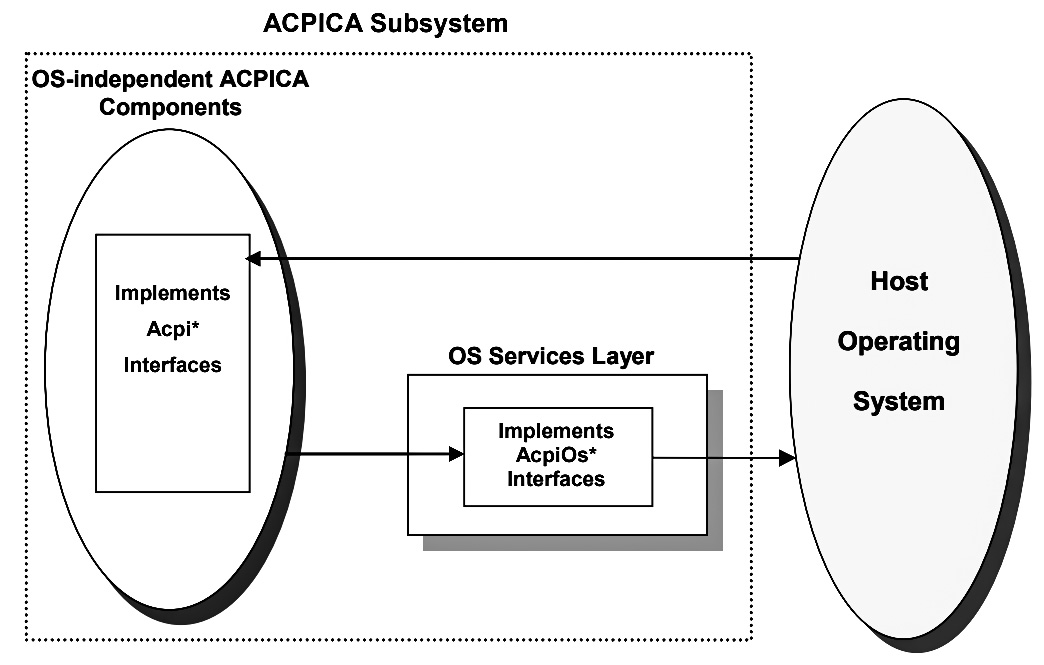 ACPICA Subsystem
OS-independent ACPICA
Components
Implements
Acpi*
Interfaces
OS Services Layer
Implements
AcpiOs*
Interfaces
Host
Operating
System